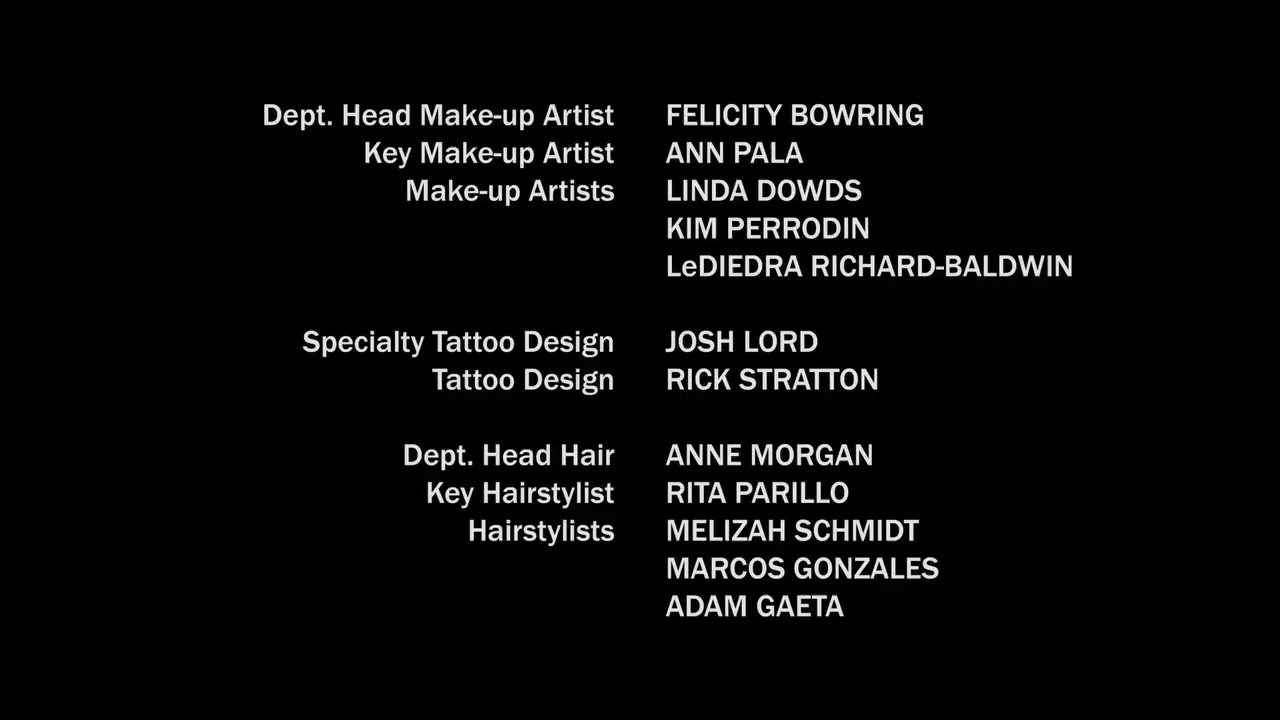 Dept. Head Make-up Artist FELICITY BOWRING
Key Make-up Artist ANN PALA
Make-up Artists LINDA DOWDS
KIM PERRODIN
LeDIEDRA RICHARD-BALDWIN
Specialty Tattoo Design JOSH LORD
Tattoo Design RICK STRATTON
Dept. Head Hair ANNE MORGAN
Key Hairstylist RITA PARILLO
Hairstylists MELIZAH SCHMIDT
MARCOS GONZALES
ADAM GAETA